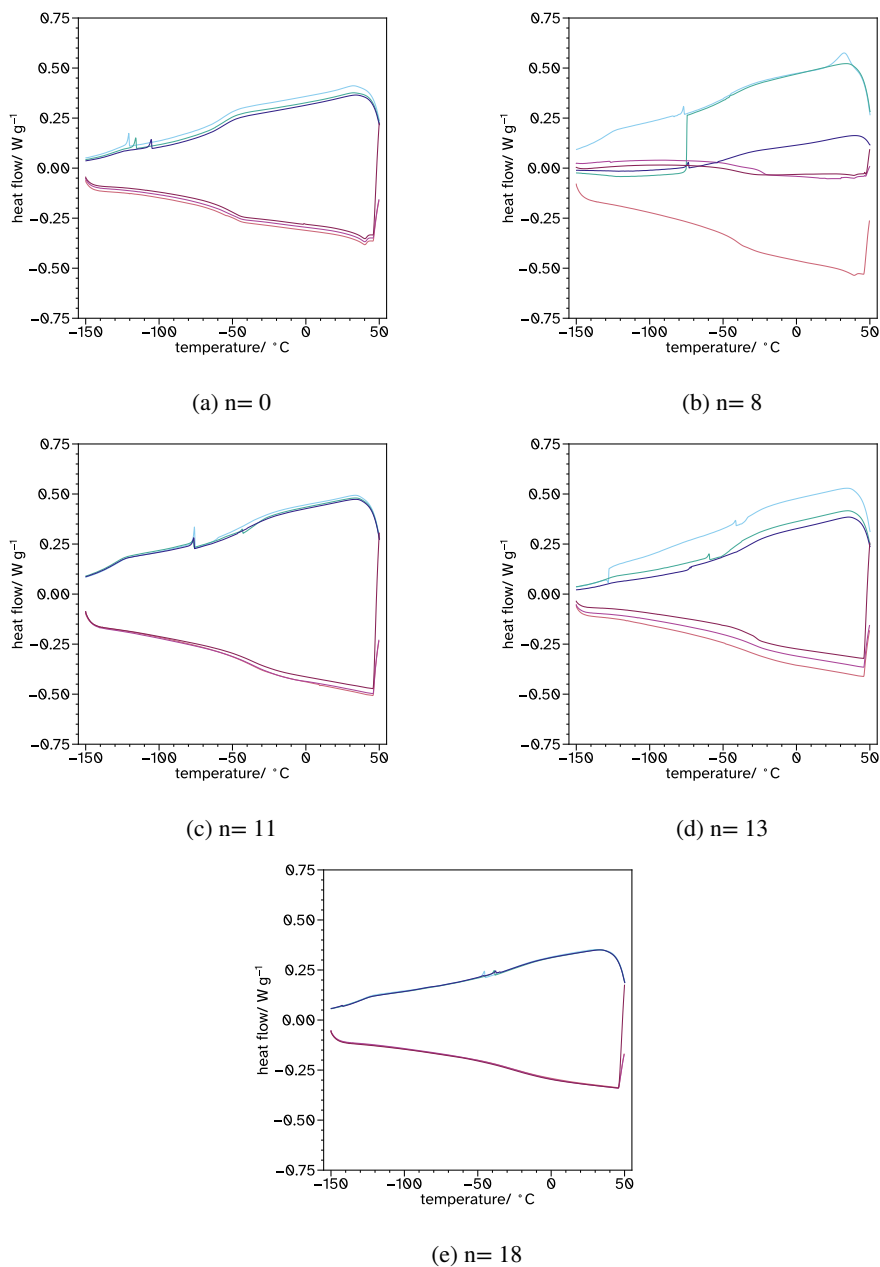 0.75 0.75
0.50 0.50
0.25 0.25
0.00 0.00
−0.25 −0.25
−0.50 −0.50
−0.75 −0.75
heat flow/ W g⁻¹ heat flow/ W g⁻¹
−150 −100 −50 0 50 −150 −100 −50 0 50
temperature/ °C temperature/ °C
(a) n= 0 (b) n= 8
0.75 0.75
0.50 0.50
0.25 0.25
0.00 0.00
−0.25 −0.25
−0.50 −0.50
−0.75 −0.75
heat flow/ W g⁻¹ heat flow/ W g⁻¹
−150 −100 −50 0 50 −150 −100 −50 0 50
temperature/ °C temperature/ °C
(c) n= 11 (d) n= 13
0.75
0.50
0.25
0.00
−0.25
−0.50
−0.75
heat flow/ W g⁻¹
−150 −100 −50 0 50
temperature/ °C
(e) n= 18